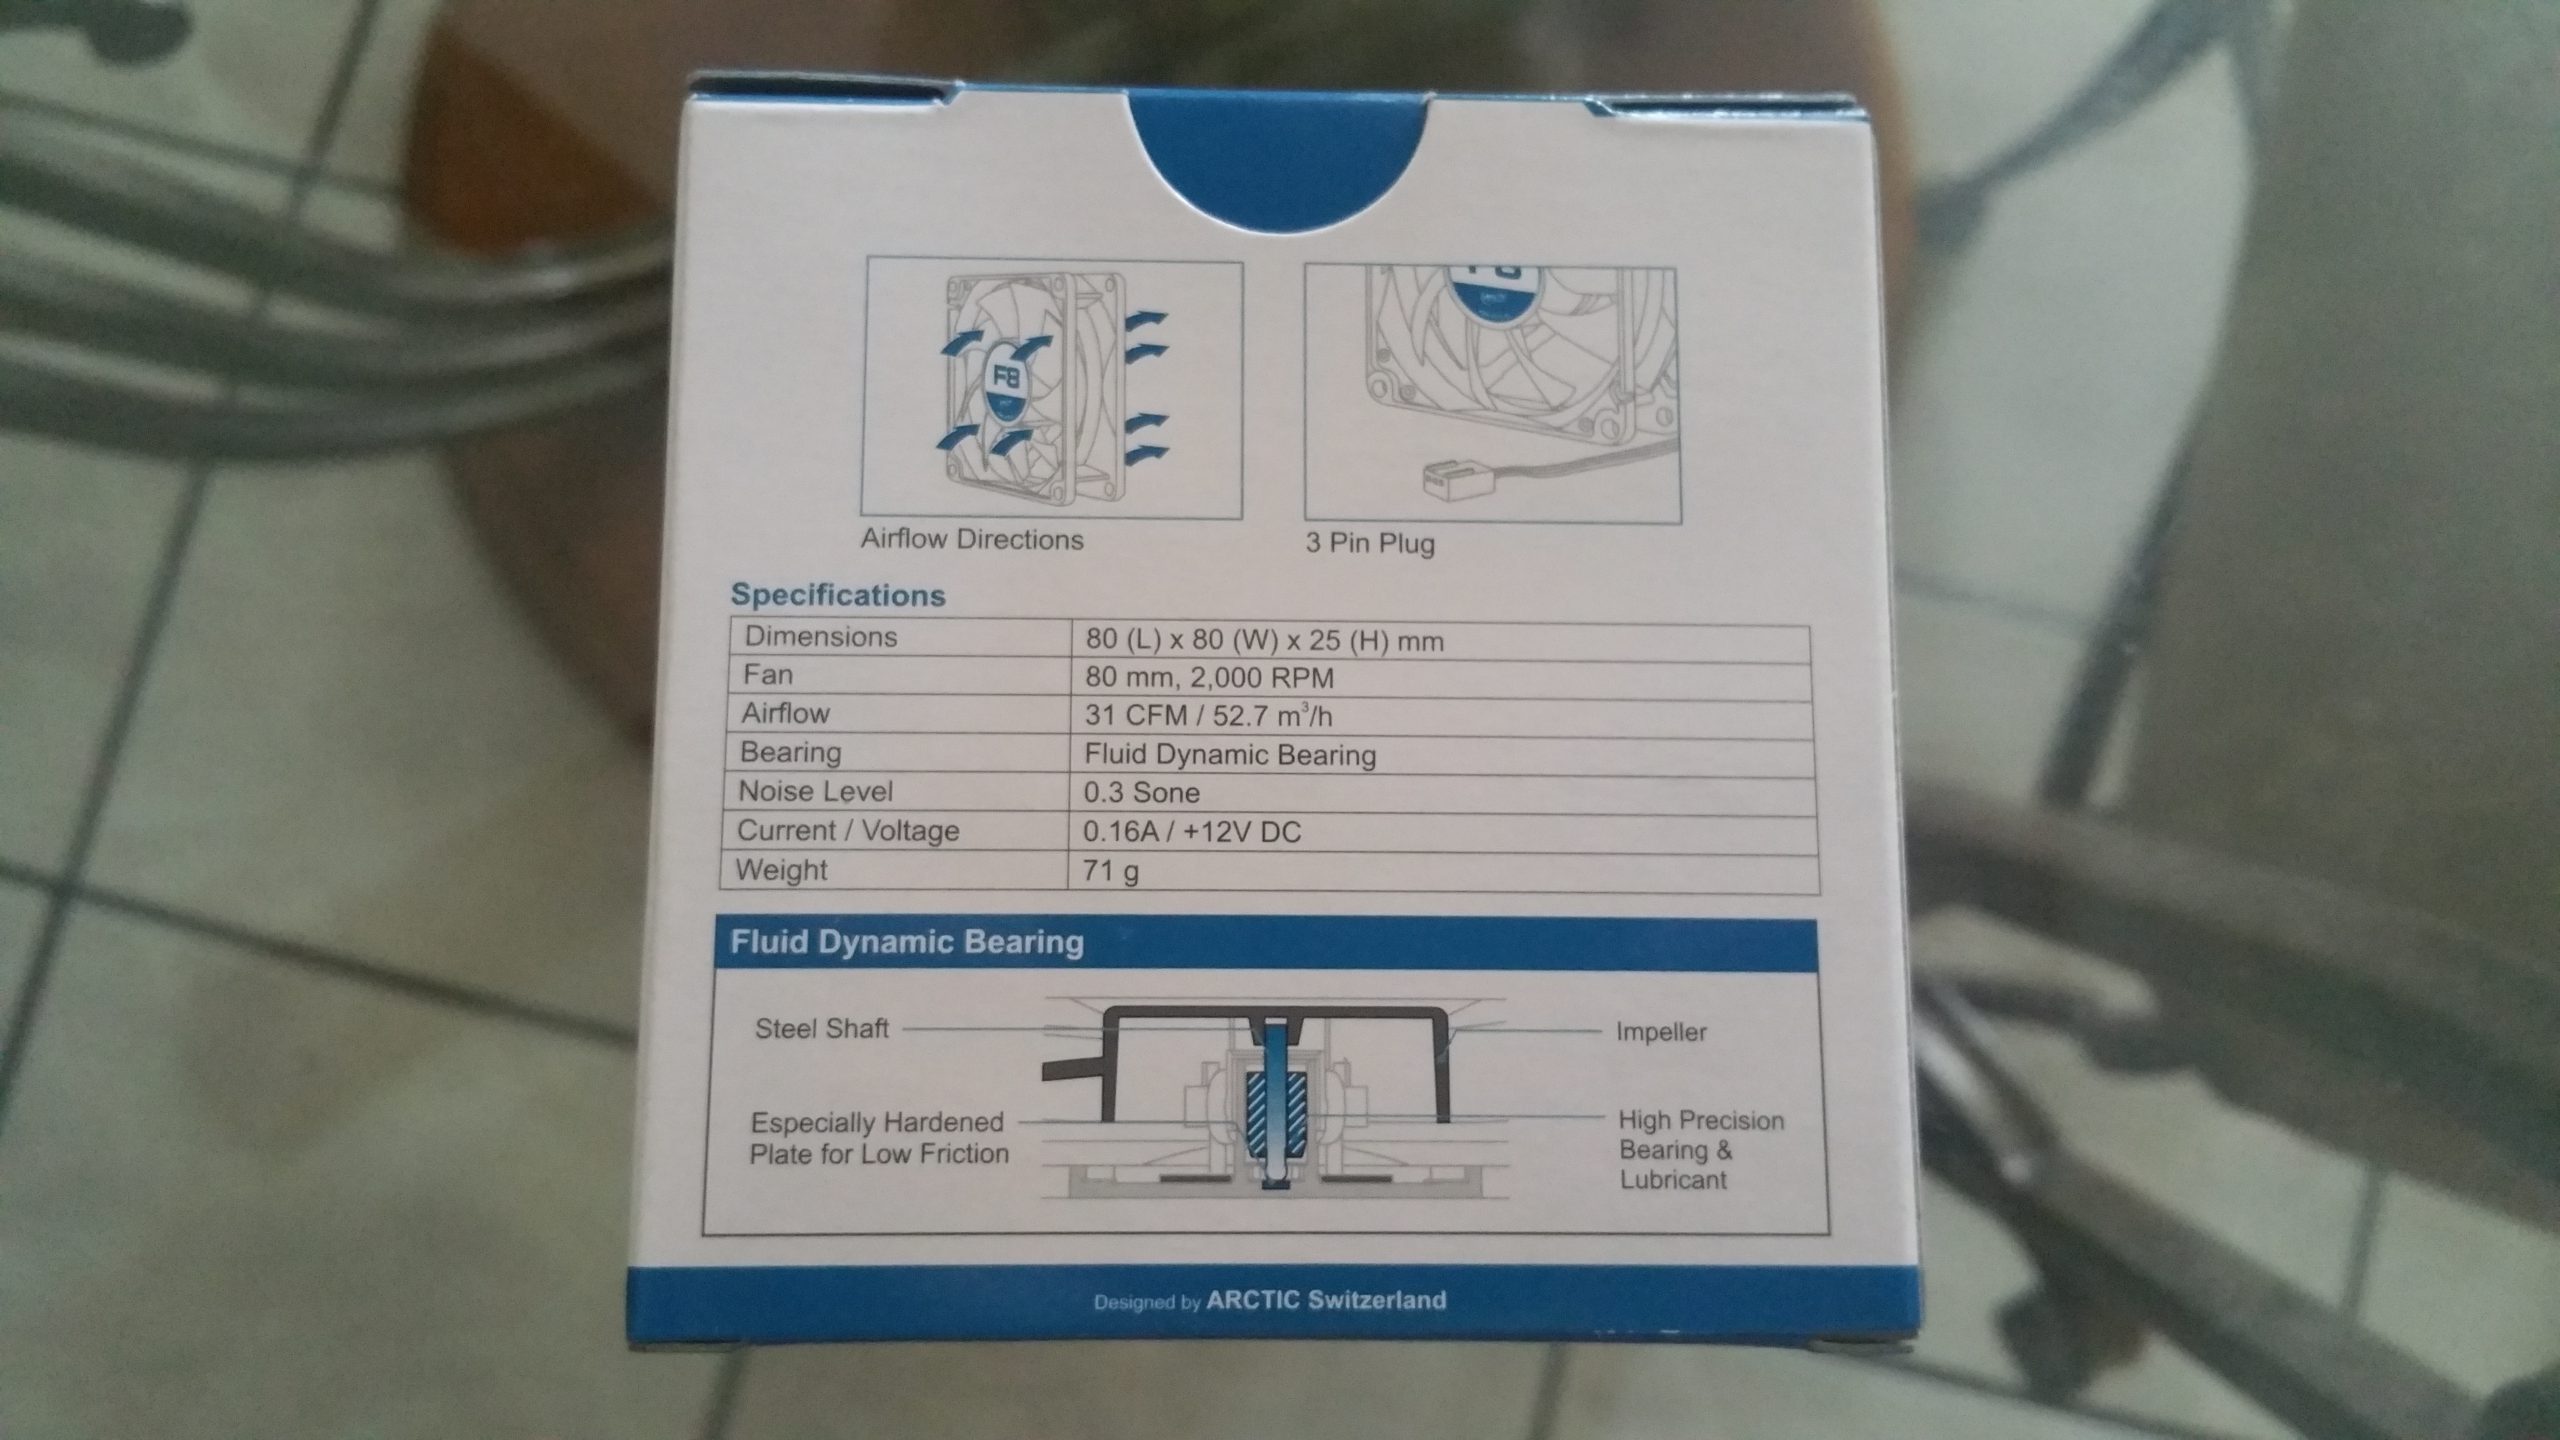 F8
Airflow Directions
3 Pin Plug
Specifications
Dimensions 80 (L) x 80 (W) x 25 (H) mm
Fan 80 mm, 2,000 RPM
Airflow 31 CFM / 52.7 m³/h
Bearing Fluid Dynamic Bearing
Noise Level 0.3 Sone
Current / Voltage 0.16A / +12V DC
Weight 71 g
Fluid Dynamic Bearing
Steel Shaft
Impeller
Especially Hardened
Plate for Low Friction
High Precision
Bearing &
Lubricant
Designed by ARCTIC Switzerland